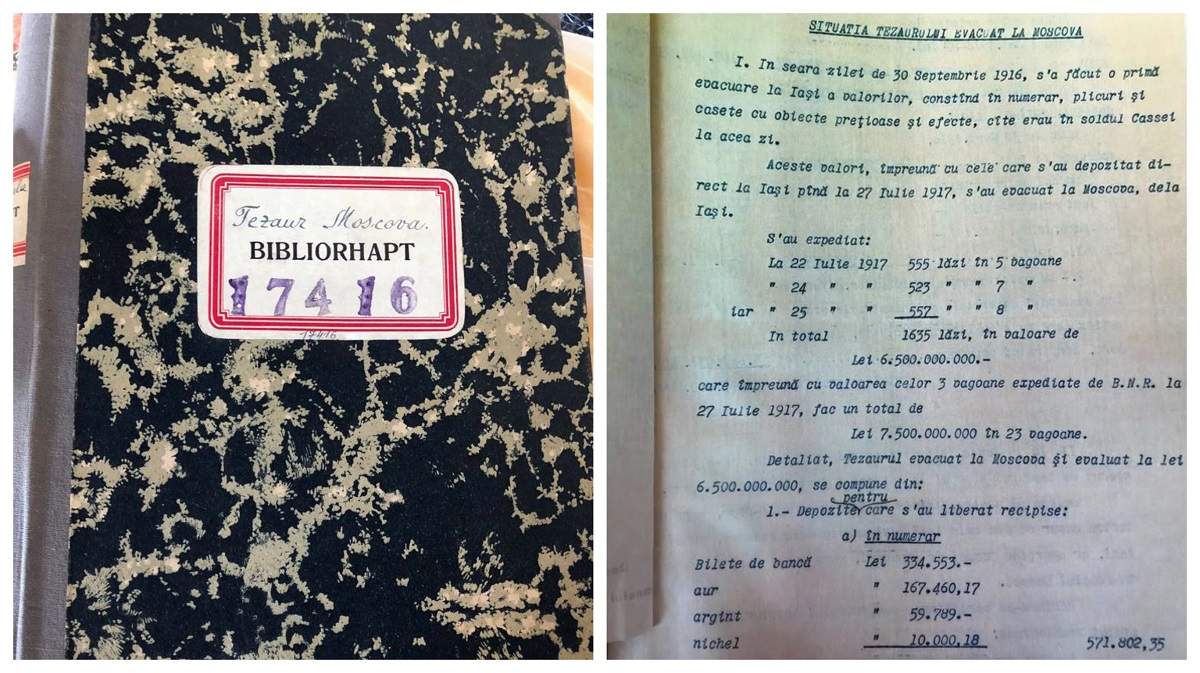 Tezaur Moscova.
BIBLIORHAPT
17416
17416
SITUATIA TEZAURULUI EVACUAT LA MOSCOVA
I. In seara zilei de 30 Septembrie 1916, s'a făcut o primă
evacuare la Iaşi a valorilor, constînd în numerar, plicuri şi
casete cu obiecte preţioase şi efecte, cîte erau în soldul Cassei
la acea zi.
Aceste valori, împreună cu cele care s'au depozitat di-
rect la Iaşi pînă la 27 Iulie 1917, s'au evacuat la Moscova, dela
Iaşi.
S'au expediat:
La 22 Iulie 1917 555 lăzi în 5 vagoane
" 24 " " 523 " " 7 "
iar " 25 " " 557 " " 8 "
In total 1635 lăzi, în valoare de
Lei 6.500.000.000.-
care împreună cu valoarea celor 3 vagoane expediate de B.N.R. la
27 Iulie 1917, fac un total de
Lei 7.500.000.000 în 23 vagoane.
Detaliat, Tezaurul evacuat la Moscova şi evaluat la lei
6.500.000.000, se compune din:
pentru
1.- Depozite care s'au liberat recipise:
a) în numerar
Bilete de bancă Lei 334.553.-
aur " 167.460,17
argint " 59.789.-
nichel " 10.000,18 571.802,35